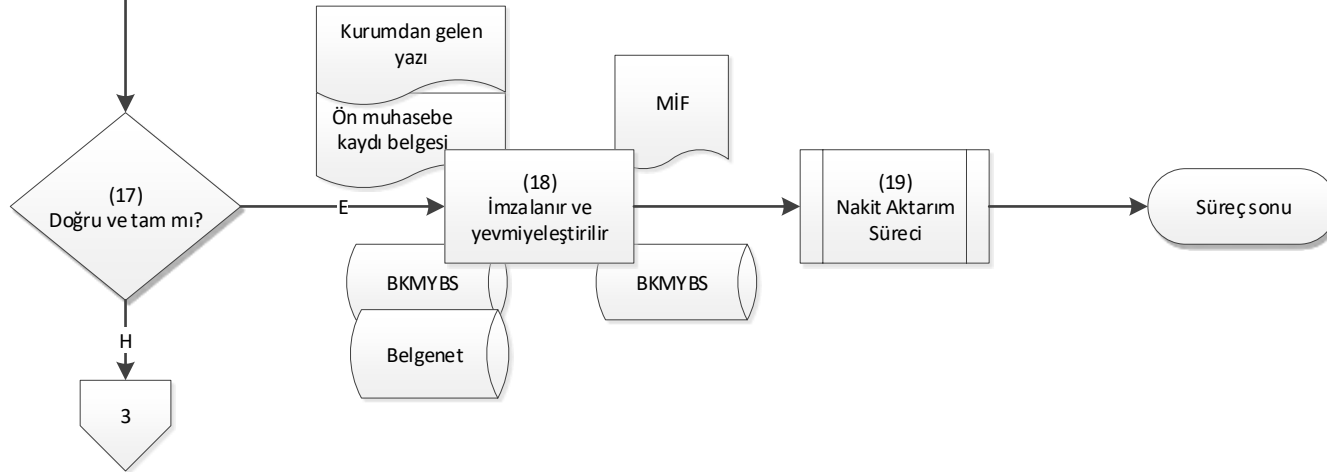 Kurumdan gelen
yazı
Ön muhasebe
kaydı belgesi
MİF
(17)
Doğru ve tam mı?
E
(18)
İmzalanır ve
yevmiyeleştirilir
(19)
Nakit Aktarım
Süreci
Süreç sonu
BKMYBS
BKMYBS
Belgenet
H
3